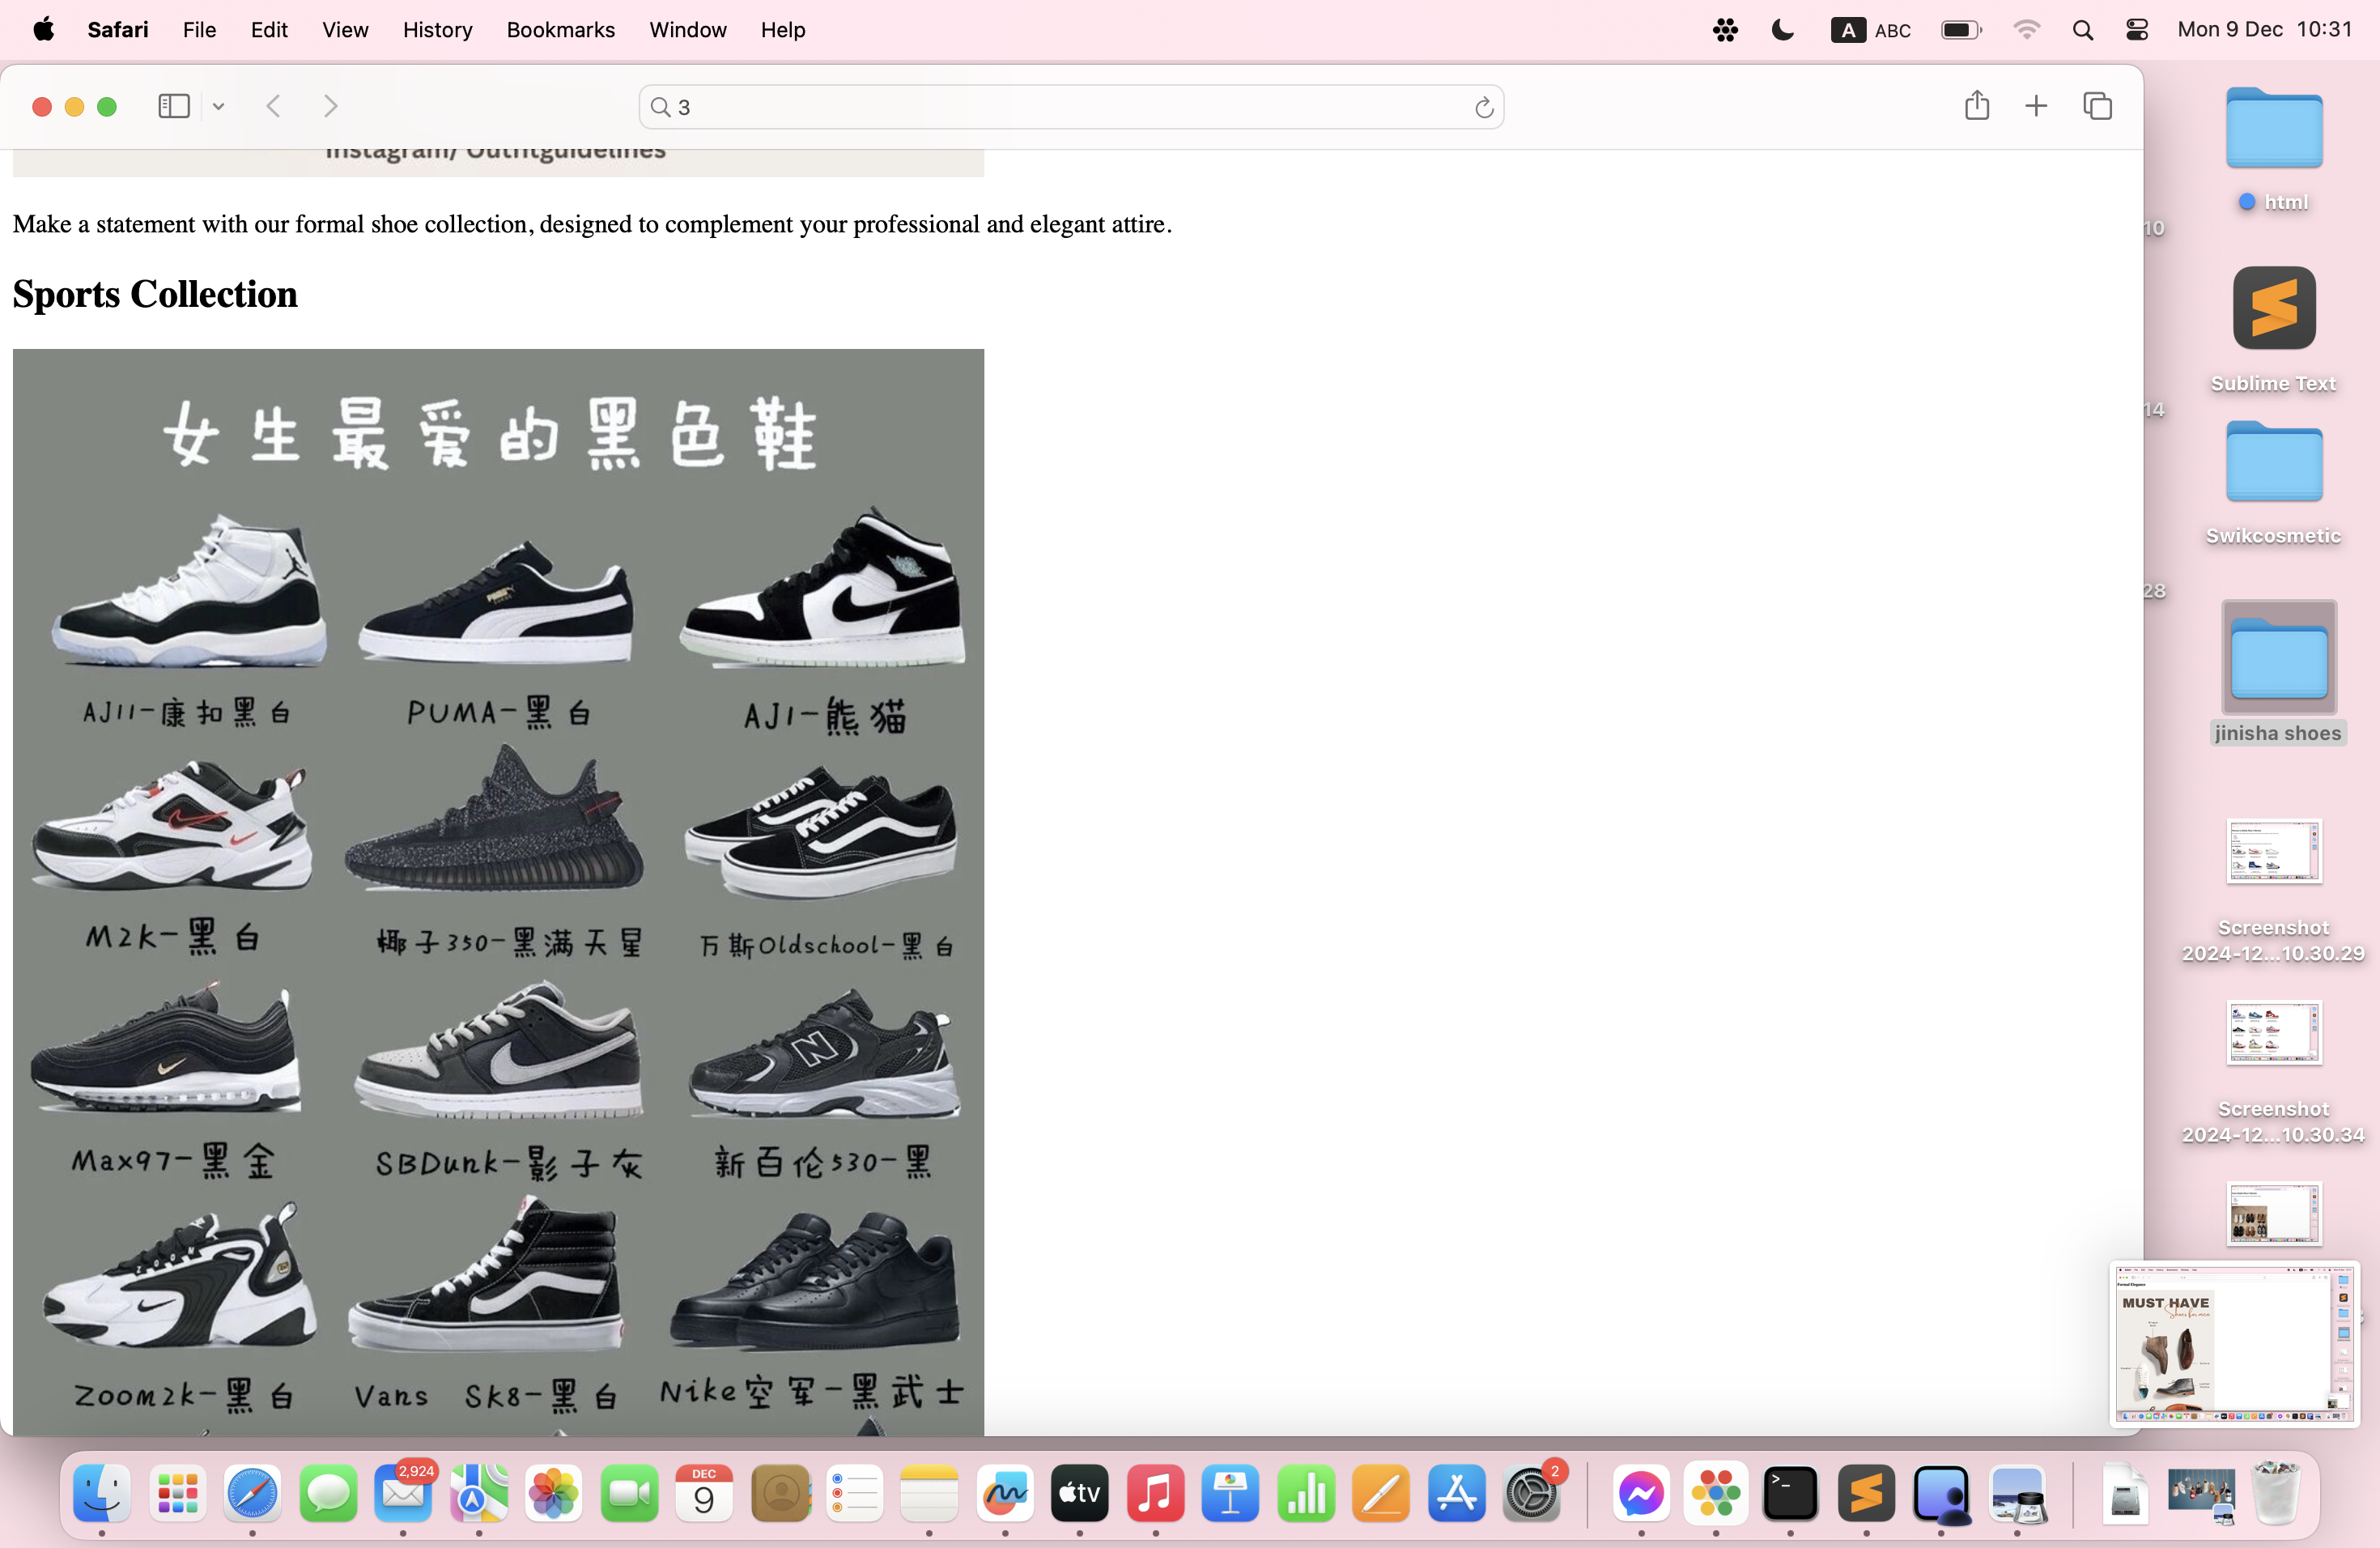 Safari File Edit View History Bookmarks Window Help
A ABC Mon 9 Dec 10:31
3
Instagram/ Outfitguidelines
Make a statement with our formal shoe collection, designed to complement your professional and elegant attire.
Sports Collection
女生最爱的黑色鞋
AJ11-康扣黑白
PUMA-黑白
AJ1-熊猫
M2K-黑白
椰子350-黑满天星
万斯Oldschool-黑白
Max97-黑金
SBDunk-影子灰
新百伦530-黑
Zoom2k-黑白
Vans Sk8-黑白
Nike空军-黑武士
html
10
Sublime Text
14
Swikcosmetic
28
jinisha shoes
Screenshot
2024-12...10.30.29
Screenshot
2024-12...10.30.34
MUST HAVE
2,924
DEC
9
tv
2